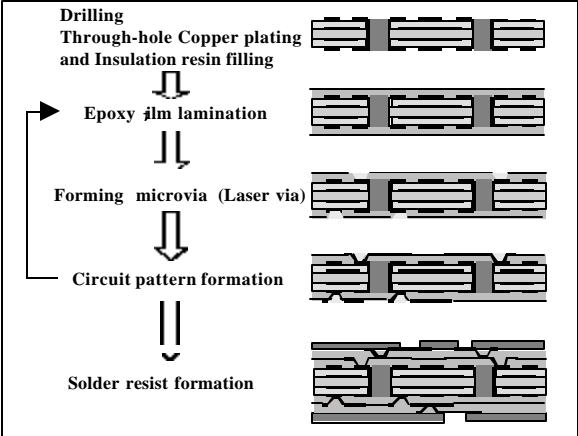 Drilling
Through-hole Copper plating
and Insulation resin filling
Epoxy film lamination
Forming microvia (Laser via)
Circuit pattern formation
Solder resist formation